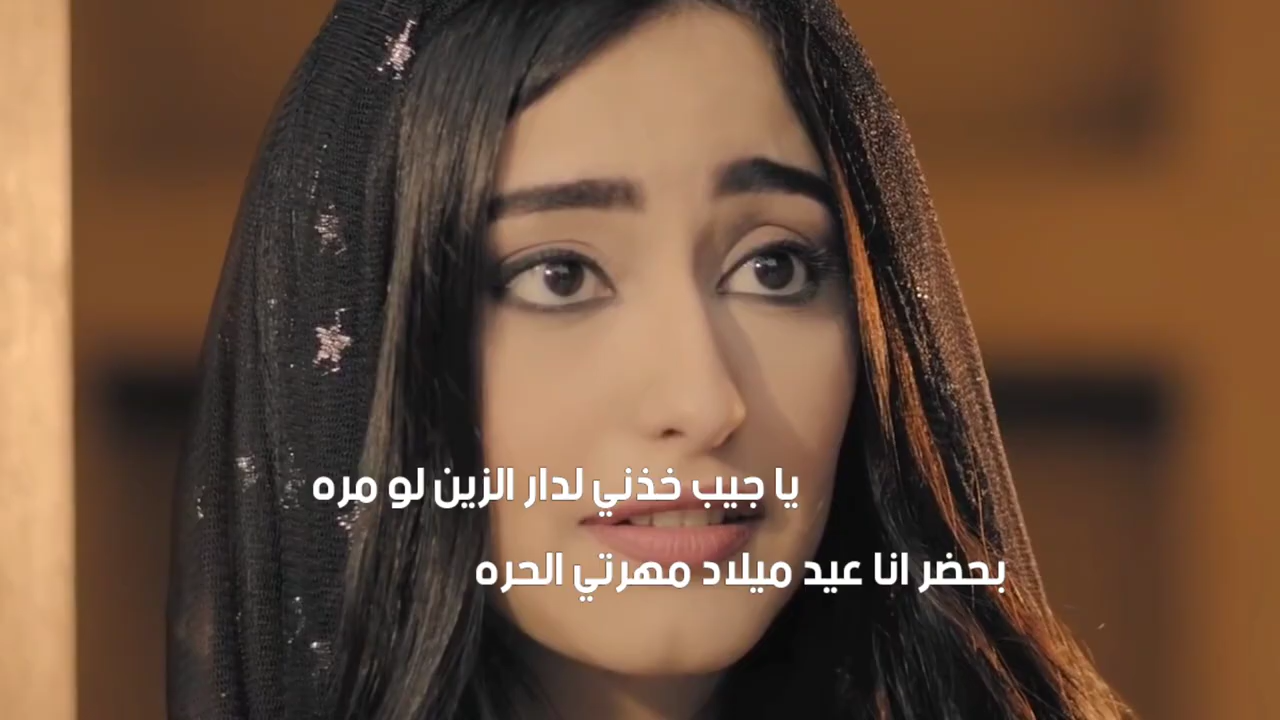 يا جيب خذني لدار الزين لو مره
بحضر انا عيد ميلاد مهرتي الحره